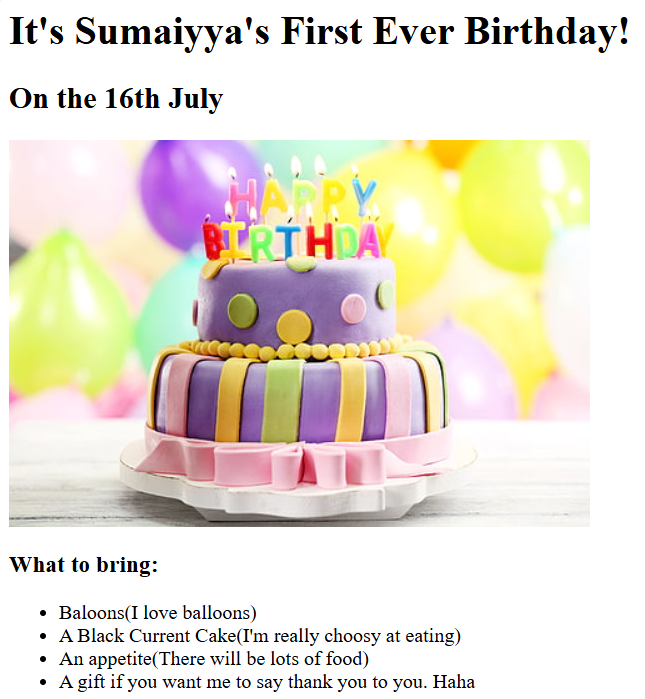 It's Sumaiyya's First Ever Birthday!
On the 16th July
HAPPY
BIRTHDAY
What to bring:
Baloons(I love balloons)
A Black Current Cake(I'm really choosy at eating)
An appetite(There will be lots of food)
A gift if you want me to say thank you to you. Haha